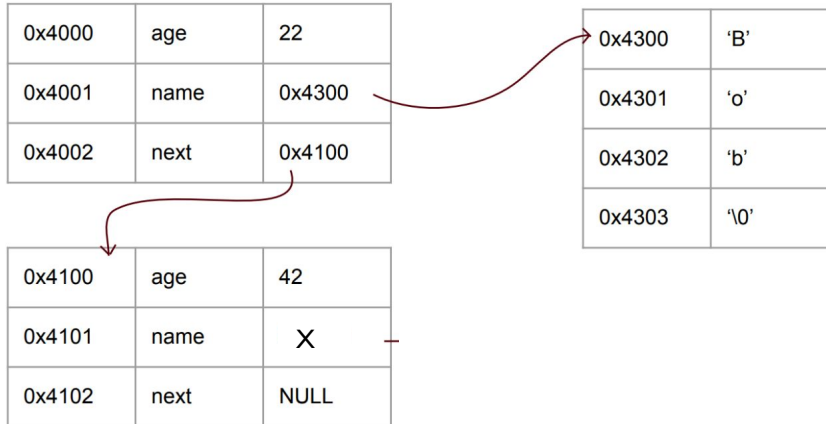 0x4000 age 22
0x4001 name 0x4300
0x4002 next 0x4100
0x4300 ‘B’
0x4301 ‘o’
0x4302 ‘b’
0x4303 ‘\0’
0x4100 age 42
0x4101 name X
0x4102 next NULL